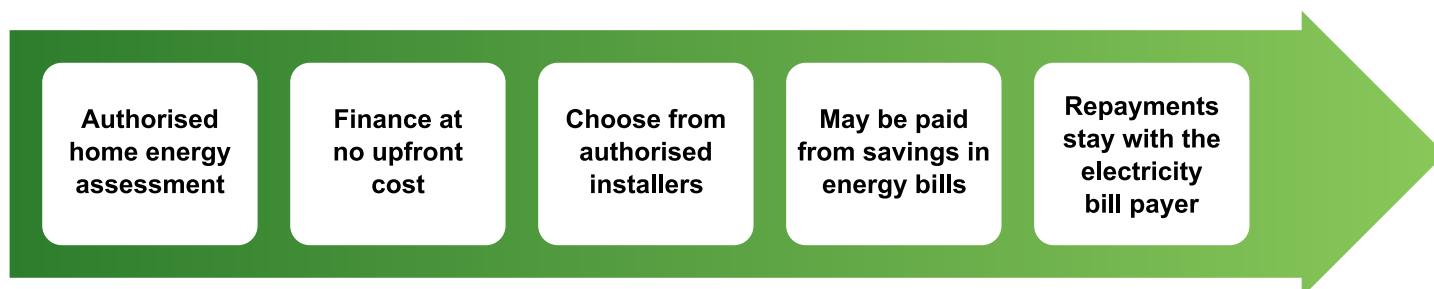 Authorised
home energy
assessment
Finance at
no upfront
cost
Choose from
authorised
installers
May be paid
from savings in
energy bills
Repayments
stay with the
electricity
bill payer